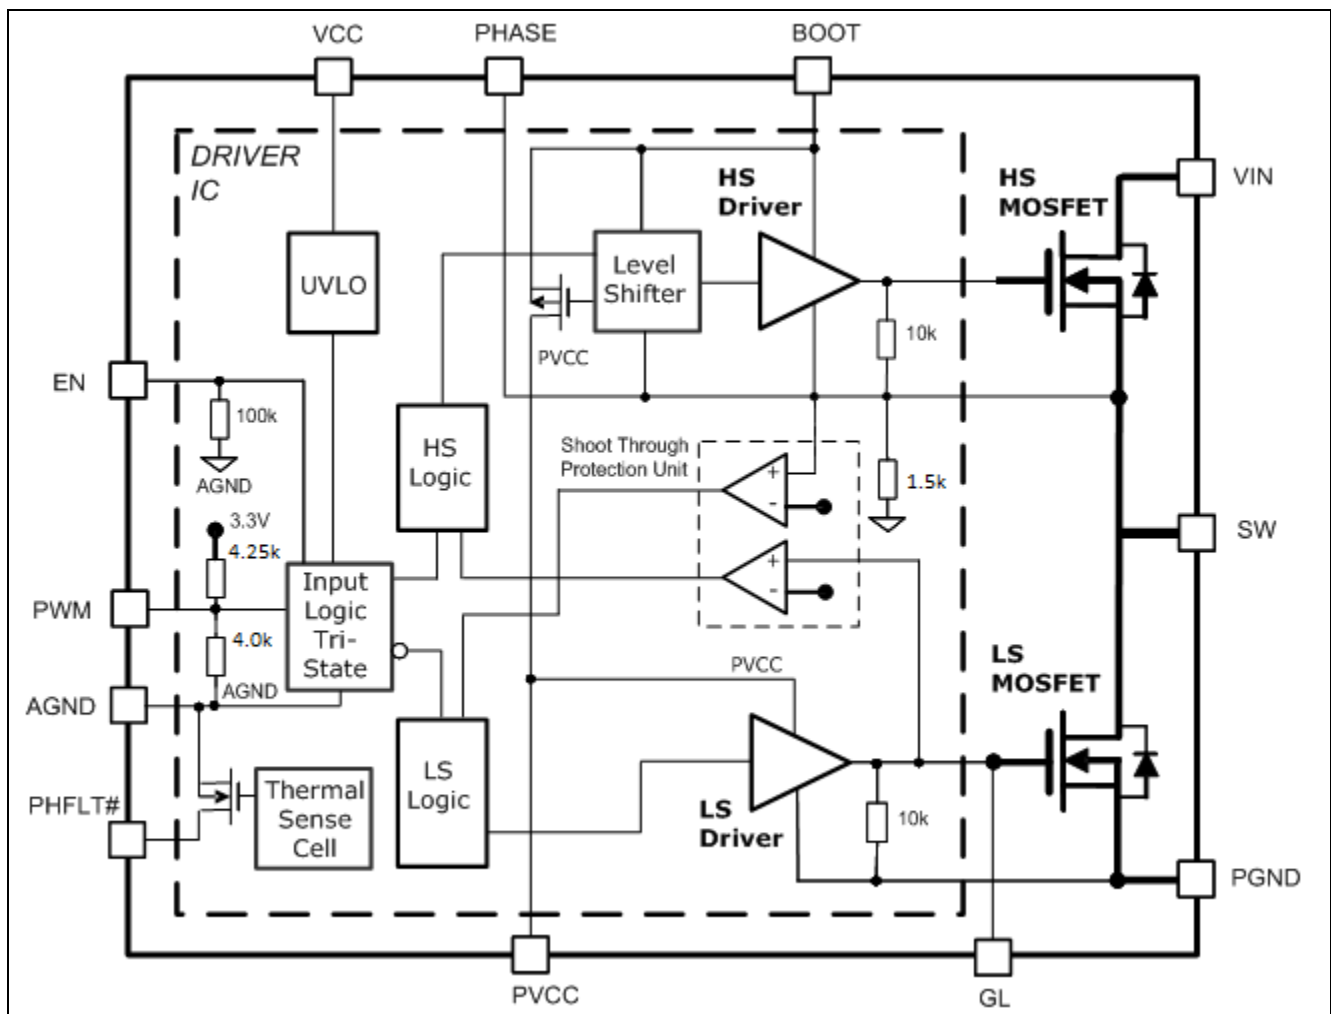 VCC
PHASE
BOOT
DRIVER
IC
HS
Driver
HS
MOSFET
VIN
UVLO
Level
Shifter
10k
PVCC
EN
100k
AGND
HS
Logic
Shoot Through
Protection Unit
+
-
1.5k
3.3V
4.25k
SW
Input
Logic
Tri-
State
+
-
PWM
4.0k
AGND
AGND
PVCC
LS
MOSFET
PHFLT#
Thermal
Sense
Cell
LS
Logic
LS
Driver
10k
PGND
PVCC
GL